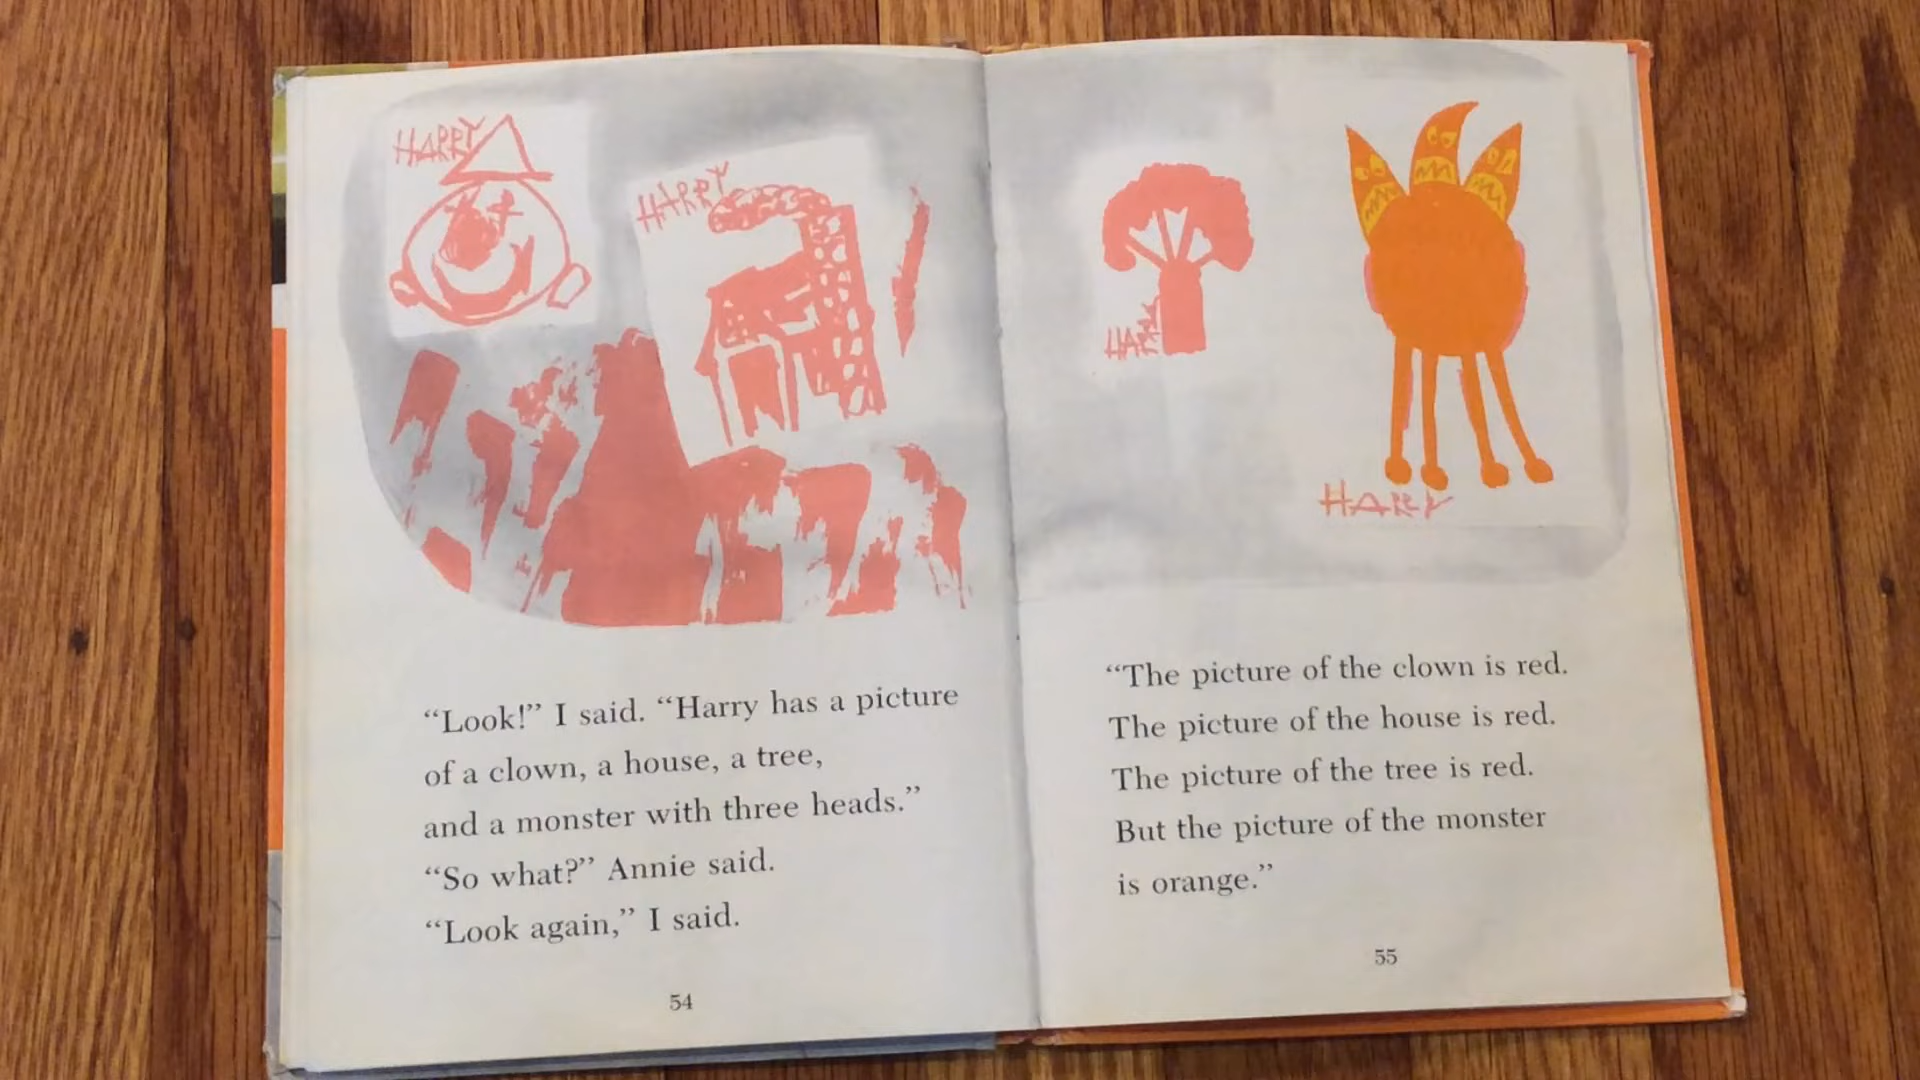 HARRY
HARRY
“Look!” I said. “Harry has a picture
of a clown, a house, a tree,
and a monster with three heads.”
“So what?” Annie said.
“Look again,” I said.
54
HARRY
“The picture of the clown is red.
The picture of the house is red.
The picture of the tree is red.
But the picture of the monster
is orange.”
55